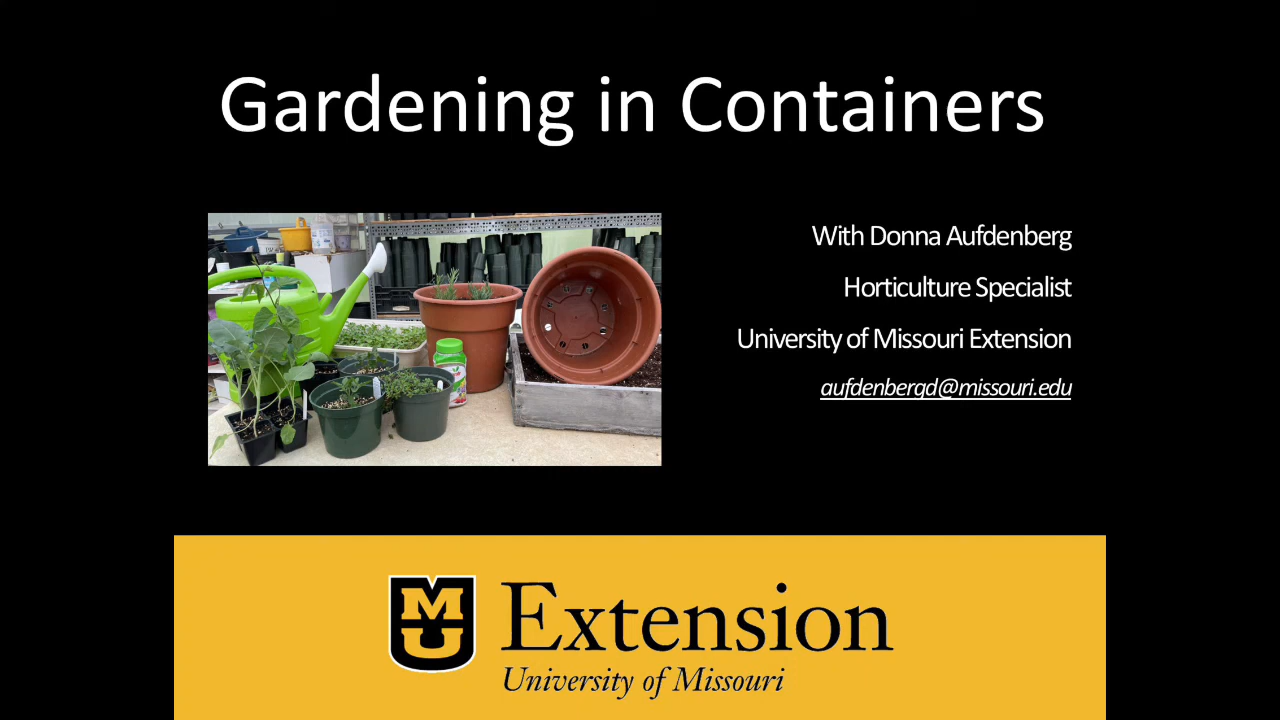 Gardening in Containers
With Donna Aufdenberg
Horticulture Specialist
University of Missouri Extension
aufdenbergd@missouri.edu
MU Extension
University of Missouri